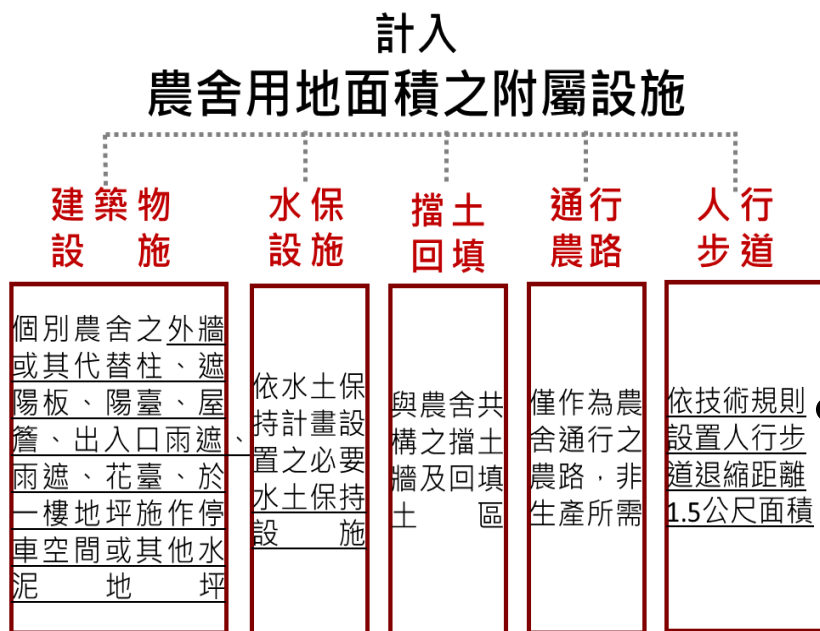 計入
農舍用地面積之附屬設施
建築物
設施
水保
設施
擋土
回填
通行
農路
人行
步道
個別農舍之外牆
或其代替柱、遮
陽板、陽臺、屋
簷、出入口雨遮、
雨遮、花臺、於
一樓地坪施作停
車空間或其他水
泥地坪
依水土保
持計畫設
置之必要
水土保持
設施
與農舍共
構之擋土
牆及回填
土區
僅作為農
舍通行之
農路，非
生產所需
依技術規則
設置人行步
道退縮距離
1.5公尺面積